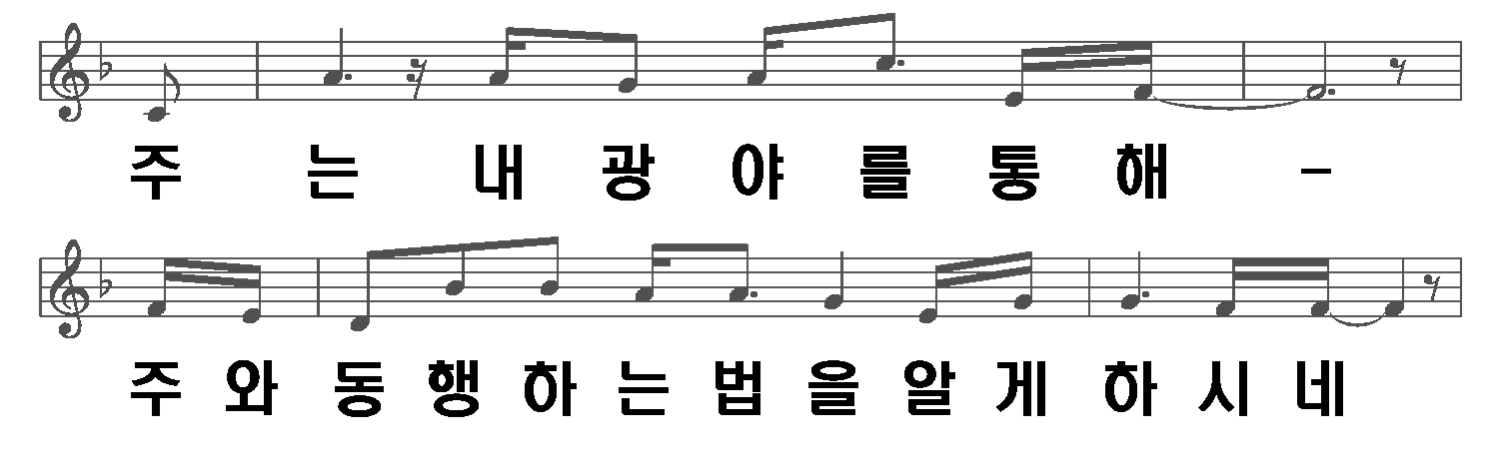 주 는 내 광 야 를 통 해 -
주 와 동 행 하 는 법 을 알 게 하 시 네